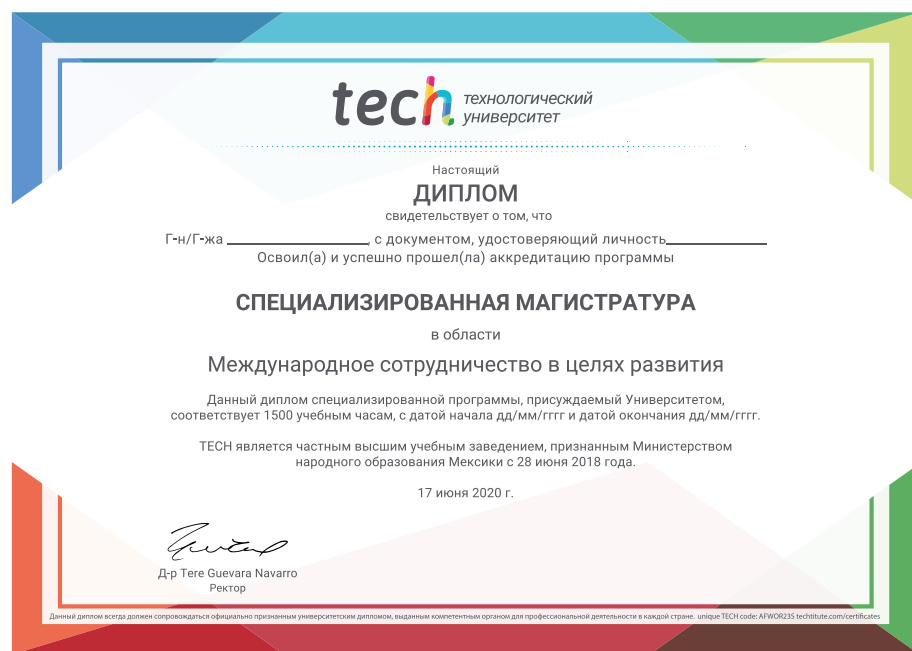 tech технологический
университет
Настоящий
ДИПЛОМ
свидетельствует о том, что
Г-н/Г-жа ____________________, с документом, удостоверяющий личность______________
Освоил(а) и успешно прошел(ла) аккредитацию программы
СПЕЦИАЛИЗИРОВАННАЯ МАГИСТРАТУРА
в области
Международное сотрудничество в целях развития
Данный диплом специализированной программы, присуждаемый Университетом,
соответствует 1500 учебным часам, с датой начала дд/мм/гггг и датой окончания дд/мм/гггг.
TECH является частным высшим учебным заведением, признанным Министерством
народного образования Мексики с 28 июня 2018 года.
17 июня 2020 г.
Д-р Tere Guevara Navarro
Ректор
Данный диплом всегда должен сопровождаться официально признанным университетским дипломом, выданным компетентным органом для профессиональной деятельности в каждой стране. unique TECH code: AFWOR23S techtitute.com/certificates